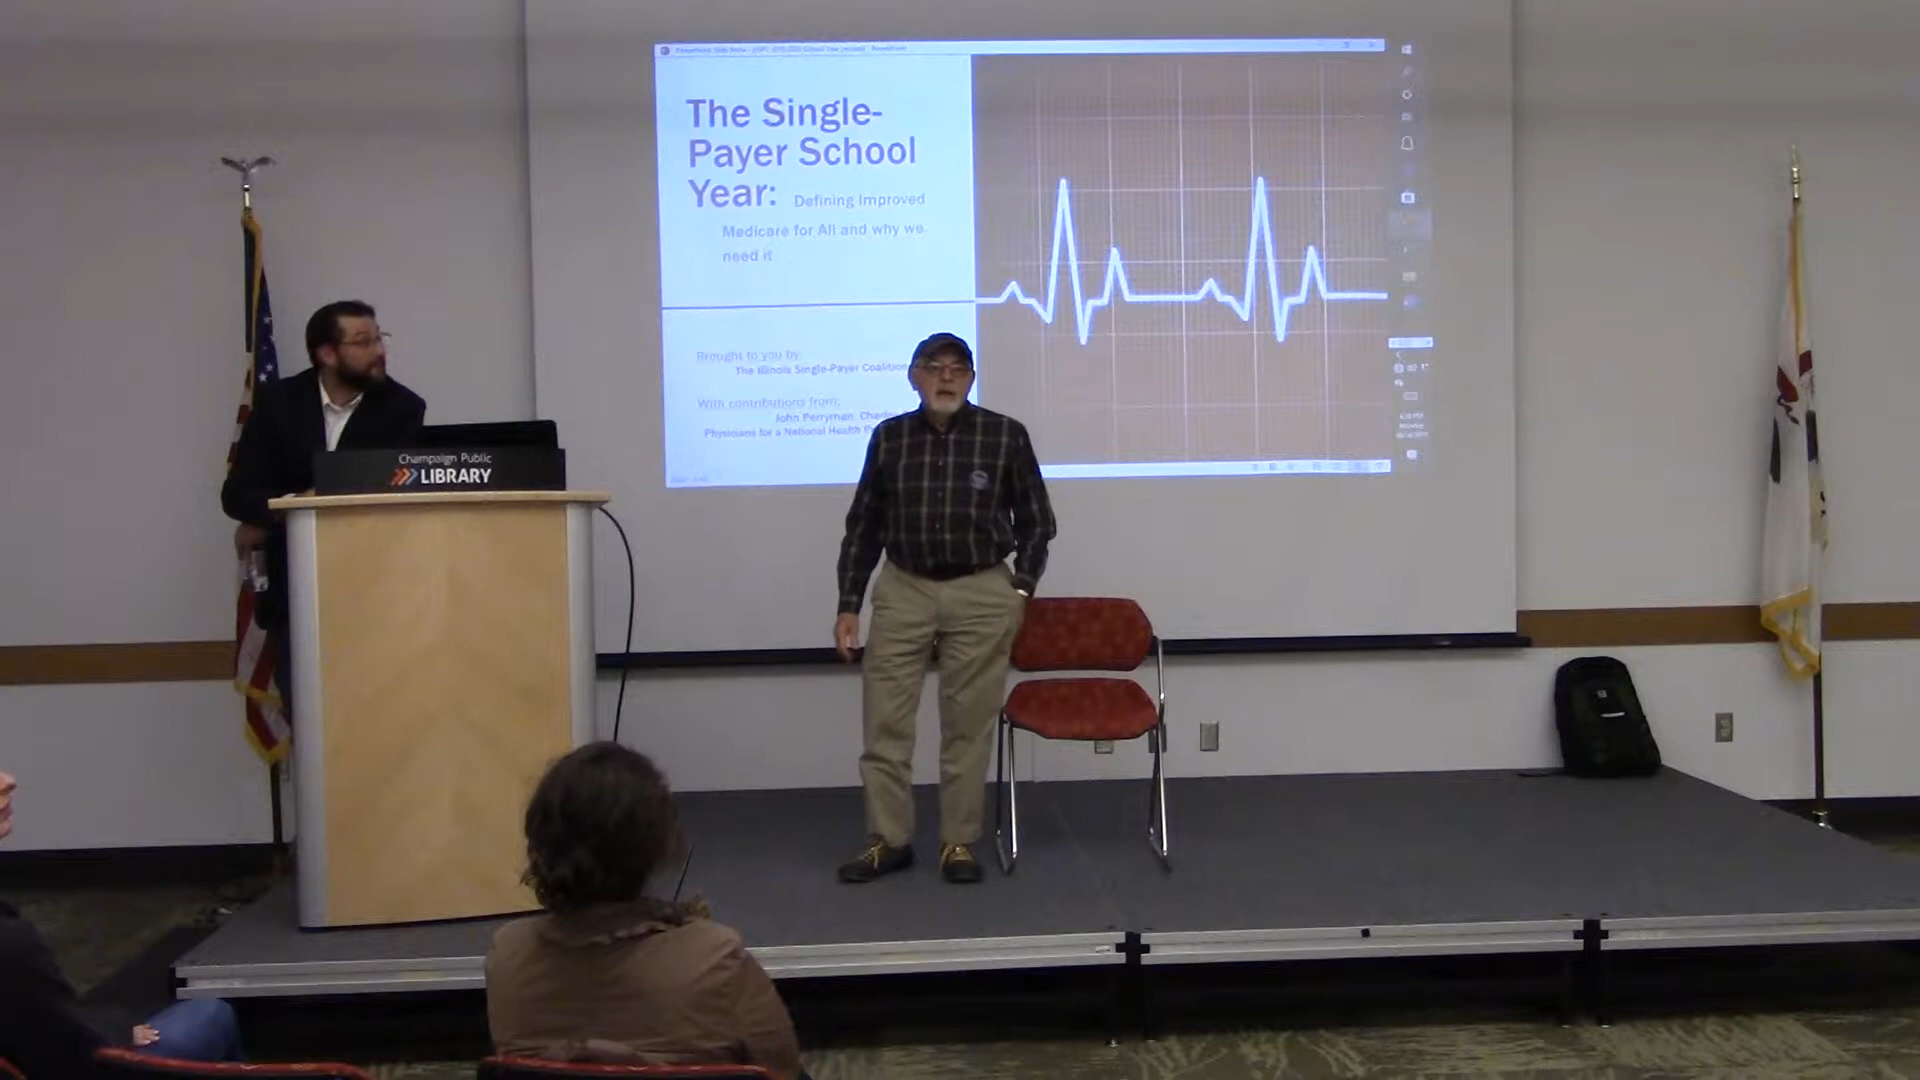 The Single-
Payer School
Year: Defining Improved
Medicare for All and why we
need it
Brought to you by:
The Illinois Single-Payer Coalition
With contributions from:
John Perryman,
Physicians for a National Health
Champaign Public
LIBRARY